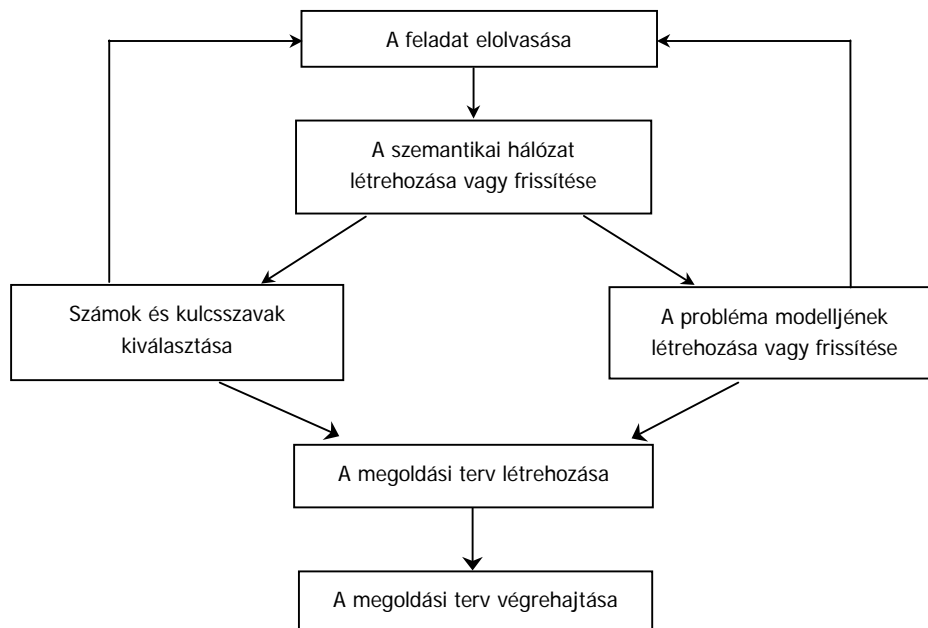 A feladat elolvasása
A szemantikai hálózat
létrehozása vagy frissítése
Számok és kulcsszavak
kiválasztása
A probléma modelljének
létrehozása vagy frissítése
A megoldási terv létrehozása
A megoldási terv végrehajtása